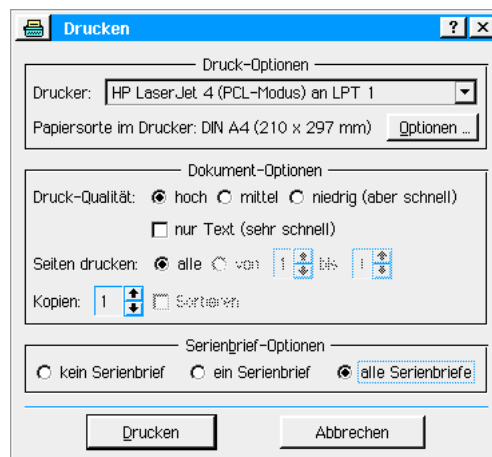 Drucken
Druck-Optionen
Drucker: HP LaserJet 4 (PCL-Modus) an LPT 1
Papiersorte im Drucker: DIN A4 (210 x 297 mm) Optionen ...
Dokument-Optionen
Druck-Qualität: hoch mittel niedrig (aber schnell)
nur Text (sehr schnell)
Seiten drucken: alle von 1 bis 1
Kopien: 1 Sortieren
Serienbrief-Optionen
kein Serienbrief ein Serienbrief alle Serienbriefe
Drucken Abbrechen